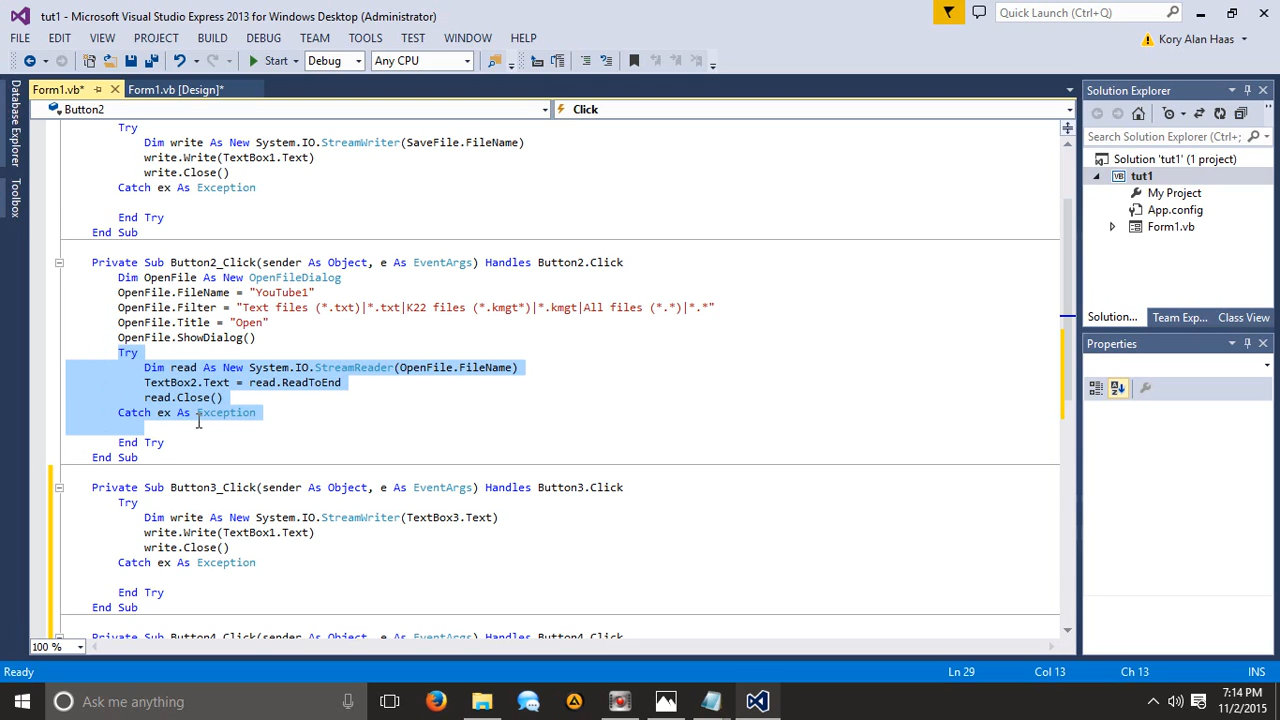 tut1 - Microsoft Visual Studio Express 2013 for Windows Desktop (Administrator)
Quick Launch (Ctrl+Q)
FILE EDIT VIEW PROJECT BUILD DEBUG TEAM TOOLS TEST WINDOW HELP
Kory Alan Haas
Start Debug Any CPU
Form1.vb* Form1.vb [Design]*
Button2 Click
Database Explorer
Toolbox
Try
Dim write As New System.IO.StreamWriter(SaveFile.FileName)
write.Write(TextBox1.Text)
write.Close()
Catch ex As Exception
End Try
End Sub
Private Sub Button2_Click(sender As Object, e As EventArgs) Handles Button2.Click
Dim OpenFile As New OpenFileDialog
OpenFile.FileName = "YouTube1"
OpenFile.Filter = "Text files (*.txt)|*.txt|K22 files (*.kmgt*)|*.kmgt|All files (*.*)|*.*"
OpenFile.Title = "Open"
OpenFile.ShowDialog()
Try
Dim read As New System.IO.StreamReader(OpenFile.FileName)
TextBox2.Text = read.ReadToEnd
read.Close()
Catch ex As Exception
End Try
End Sub
Private Sub Button3_Click(sender As Object, e As EventArgs) Handles Button3.Click
Try
Dim write As New System.IO.StreamWriter(TextBox3.Text)
write.Write(TextBox1.Text)
write.Close()
Catch ex As Exception
End Try
End Sub
Private Sub Button4_Click(sender As Object, e As EventArgs) Handles Button4.Click
100 %
Solution Explorer
Search Solution Explorer (Ctrl+;)
Solution 'tut1' (1 project)
VB tut1
My Project
App.config
Form1.vb
Solution... Team Exp... Class View
Properties
Ready Ln 29 Col 13 Ch 13 INS
Ask me anything
7:14 PM
11/2/2015